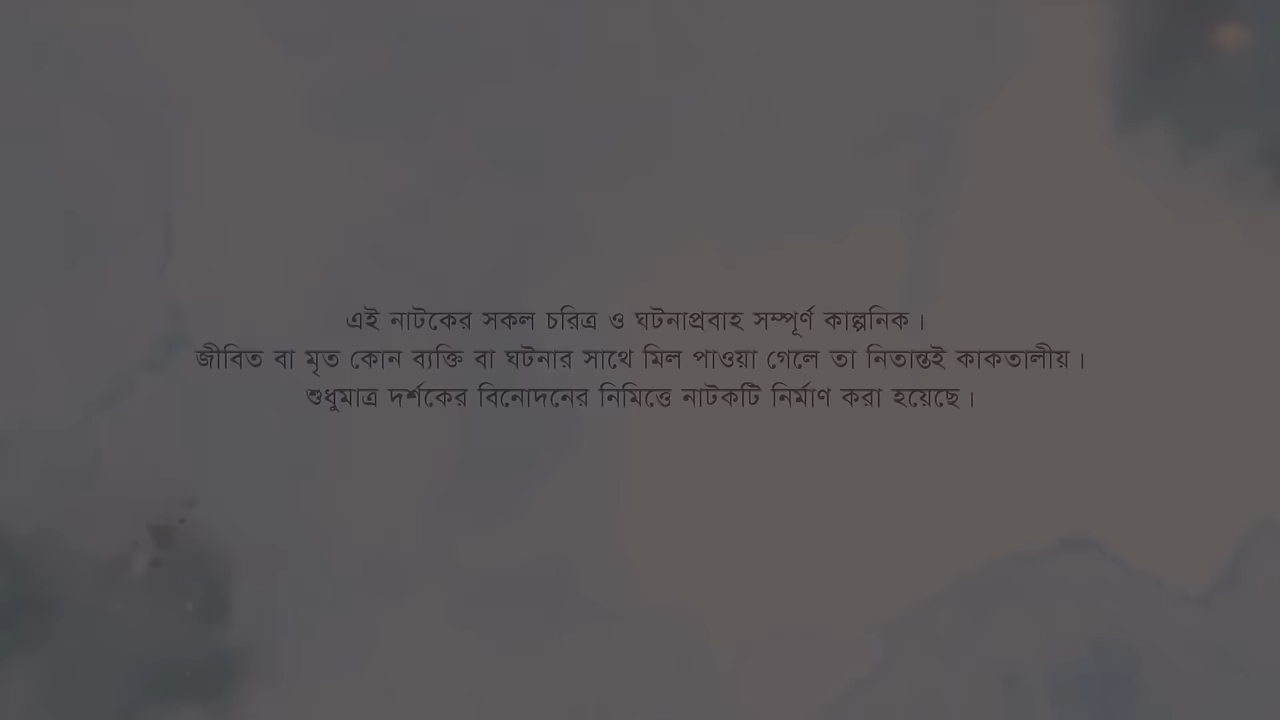 এই নাটকের সকল চরিত্র ও ঘটনাপ্রবাহ সম্পূর্ণ কাল্পনিক।
জীবিত বা মৃত কোন ব্যক্তি বা ঘটনার সাথে মিল পাওয়া গেলে তা নিতান্তই কাকতালীয়।
শুধুমাত্র দর্শকের বিনোদনের নিমিত্তে নাটকটি নির্মাণ করা হয়েছে।